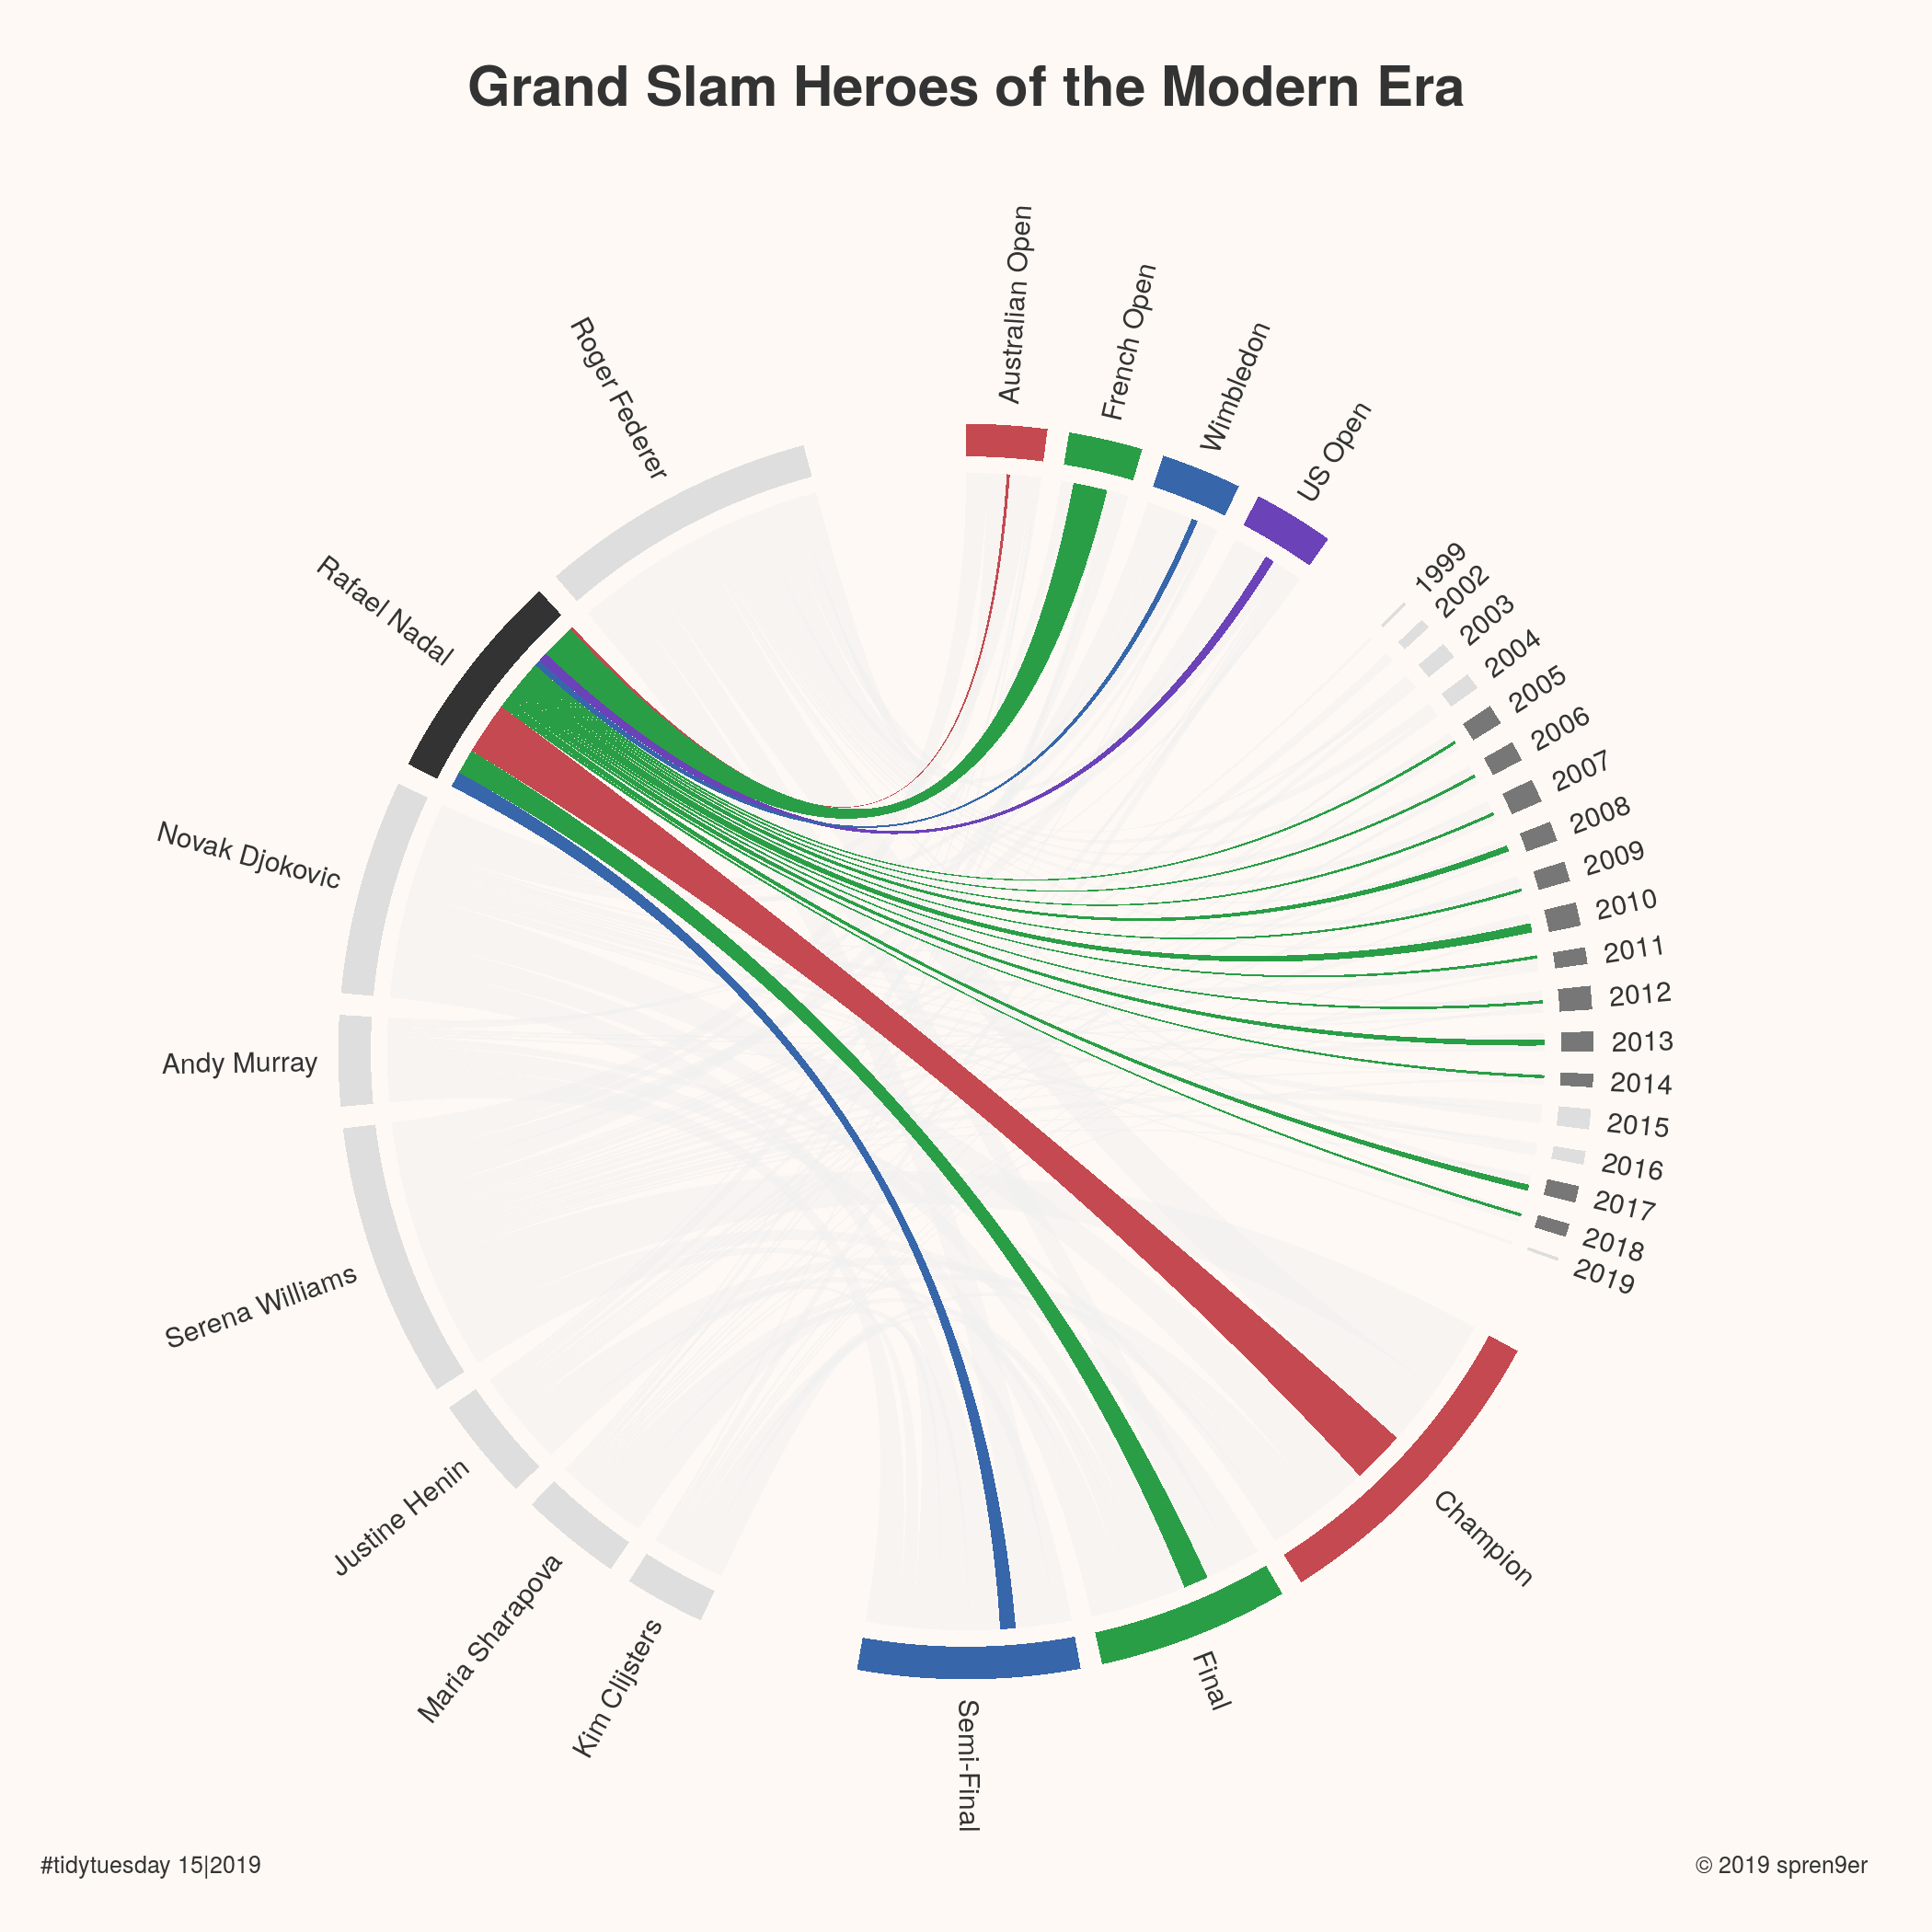 Grand Slam Heroes of the Modern Era
Australian Open
French Open
Wimbledon
US Open
1999
2002
2003
2004
2005
2006
2007
2008
2009
2010
2011
2012
2013
2014
2015
2016
2017
2018
2019
Champion
Final
Semi-Final
Kim Clijsters
Maria Sharapova
Justine Henin
Serena Williams
Andy Murray
Novak Djokovic
Rafael Nadal
Roger Federer
#tidytuesday 15|2019
© 2019 spren9er